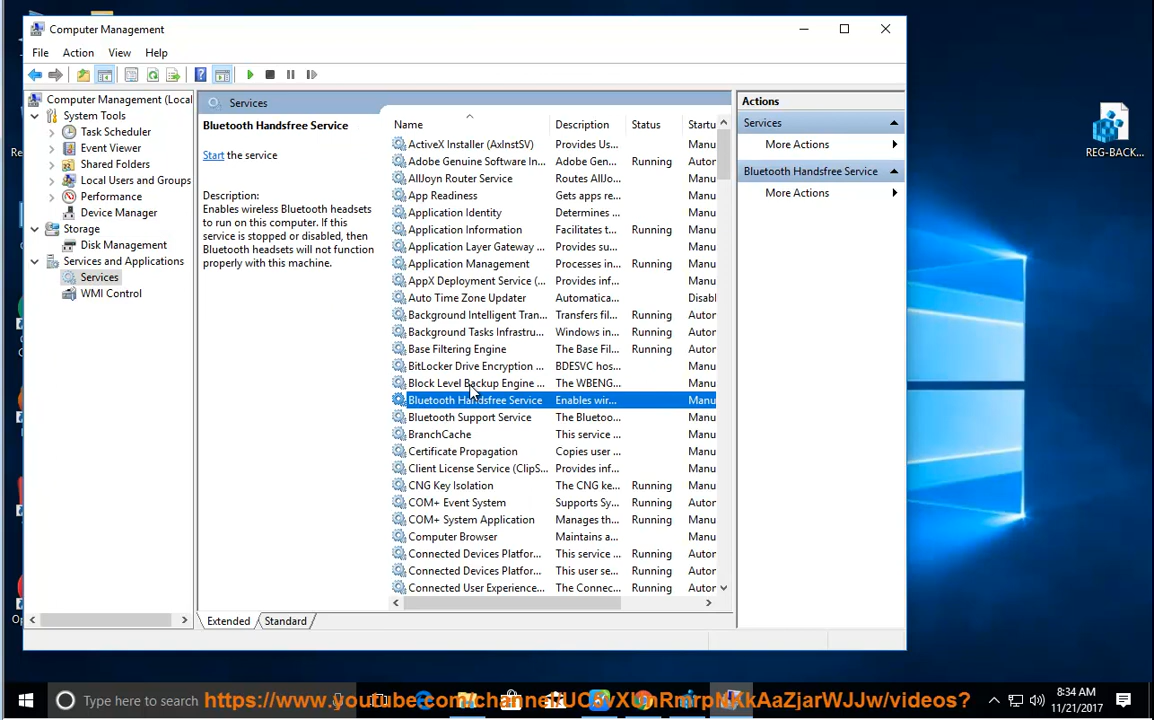 Computer Management
File Action View Help
Computer Management (Local
System Tools
Task Scheduler
Event Viewer
Shared Folders
Local Users and Groups
Performance
Device Manager
Storage
Disk Management
Services and Applications
Services
WMI Control
Services
Bluetooth Handsfree Service
Start the service
Description:
Enables wireless Bluetooth headsets
to run on this computer. If this
service is stopped or disabled, then
Bluetooth headsets will not function
properly with this machine.
Name Description Status Startu
ActiveX Installer (AxInstSV) Provides Us... Manu
Adobe Genuine Software In... Adobe Gen... Running Autor
AllJoyn Router Service Routes AllJo... Manu
App Readiness Gets apps re... Manu
Application Identity Determines ... Manu
Application Information Facilitates t... Running Manu
Application Layer Gateway ... Provides su... Manu
Application Management Processes in... Running Manu
AppX Deployment Service (... Provides inf... Manu
Auto Time Zone Updater Automatica... Disabl
Background Intelligent Tran... Transfers fil... Running Autor
Background Tasks Infrastru... Windows in... Running Autor
Base Filtering Engine The Base Fil... Running Autor
BitLocker Drive Encryption ... BDESVC hos... Manu
Block Level Backup Engine ... The WBENG... Manu
Bluetooth Handsfree Service Enables wir... Manu
Bluetooth Support Service The Bluetoo... Manu
BranchCache This service ... Manu
Certificate Propagation Copies user ... Manu
Client License Service (ClipS... Provides inf... Manu
CNG Key Isolation The CNG ke... Running Manu
COM+ Event System Supports Sy... Running Autor
COM+ System Application Manages th... Running Manu
Computer Browser Maintains a... Manu
Connected Devices Platfor... This service ... Running Autor
Connected Devices Platfor... This user se... Running Autor
Connected User Experience... The Connec... Running Autor
Extended Standard
Actions
Services
More Actions
Bluetooth Handsfree Service
More Actions
REG-BACK...
Type here to search
8:34 AM
11/21/2017